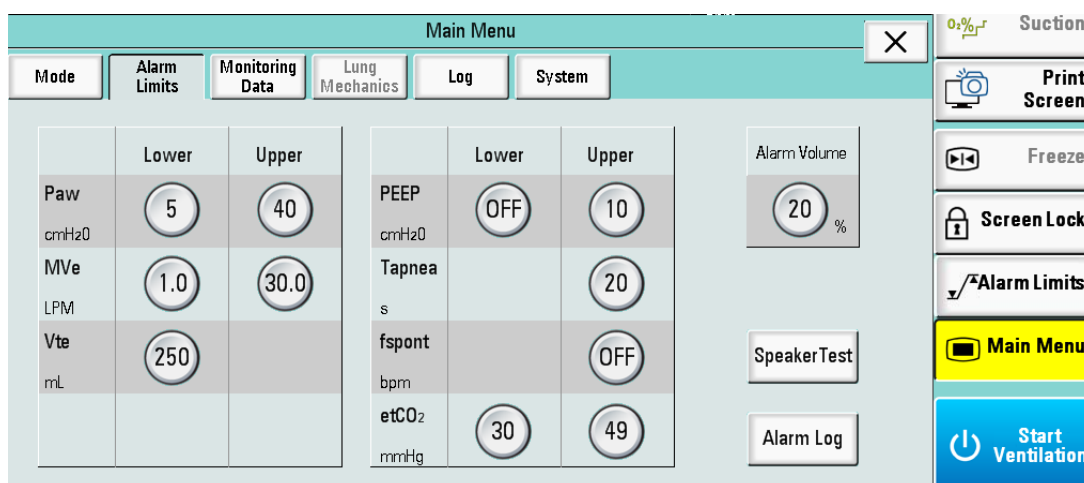 Main Menu
Mode
Alarm
Limits
Monitoring
Data
Lung
Mechanics
Log
System
Lower Upper
Paw
cmH20
5 40
MVe
LPM
1.0 30.0
Vte
mL
250
Lower Upper
PEEP
cmH20
OFF 10
Tapnea
s
20
fspont
bpm
OFF
etCO2
mmHg
30 49
Alarm Volume
20 %
SpeakerTest
Alarm Log
O2% Suction
Print
Screen
Freeze
Screen Lock
Alarm Limits
Main Menu
Start
Ventilation